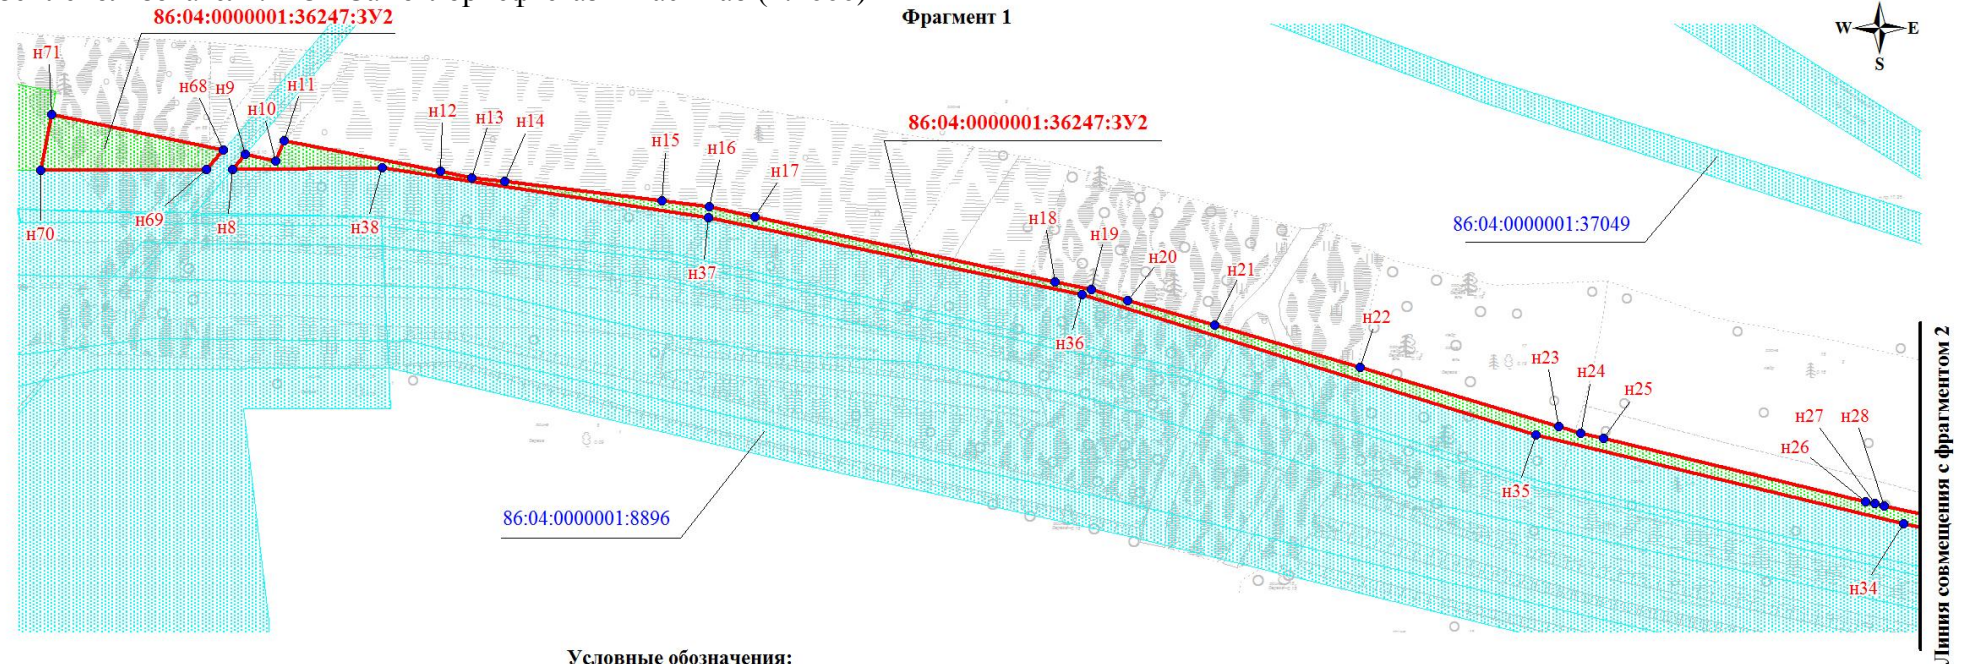 86:04:0000001:36247:ЗУ2
Фрагмент 1
W
E
S
н71
н68
н9
н10
н11
н12
н13
н14
н15
н16
н17
86:04:0000001:36247:ЗУ2
86:04:0000001:37049
н70
н69
н8
н38
н37
н18
н19
н20
н21
н36
н22
н23
н24
н25
н27
н28
н26
н35
н34
86:04:0000001:8896
Линия совмещения с фрагментом 2
Условные обозначения: